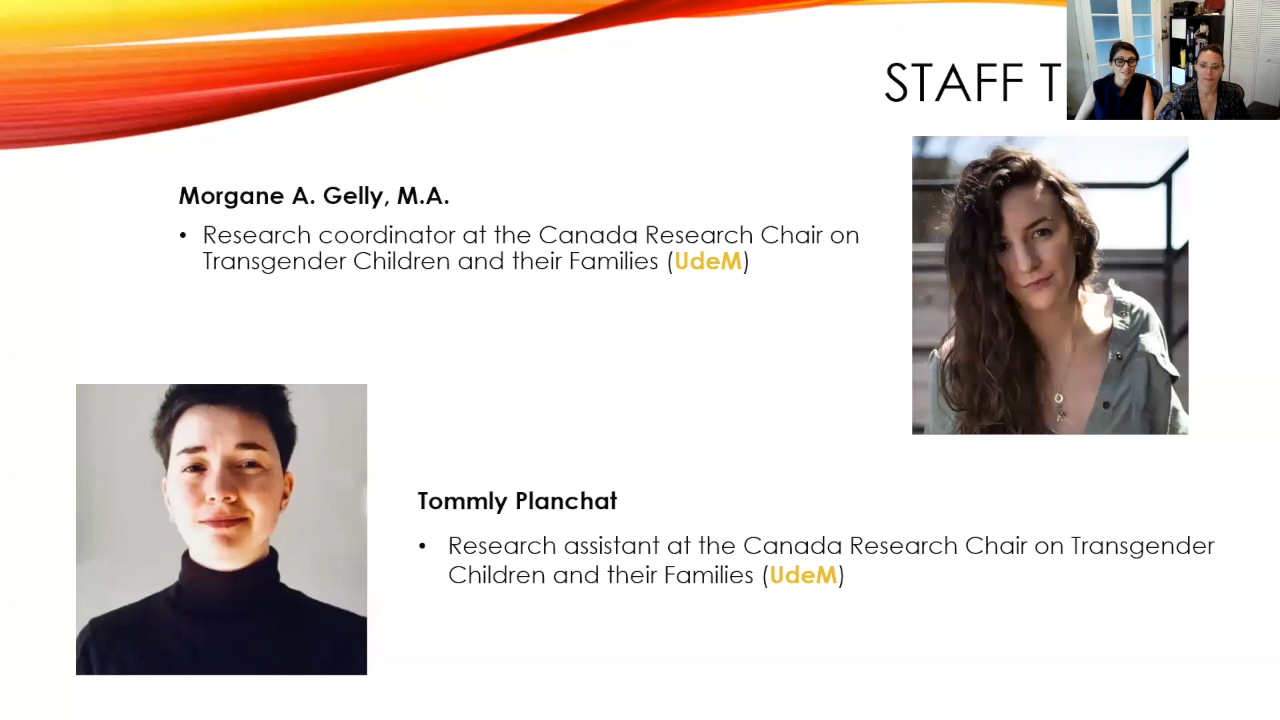 STAFF T
Morgane A. Gelly, M.A.
• Research coordinator at the Canada Research Chair on
Transgender Children and their Families (UdeM)
Tommly Planchat
• Research assistant at the Canada Research Chair on Transgender
Children and their Families (UdeM)